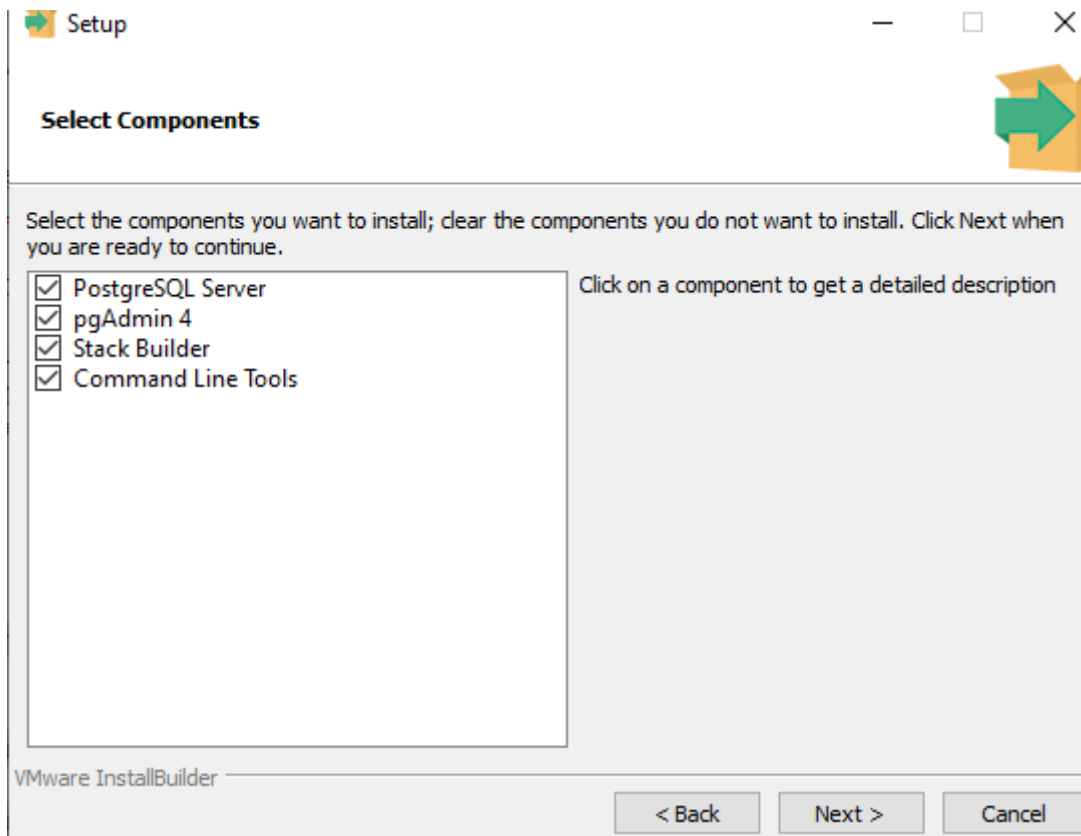 Setup
Select Components
Select the components you want to install; clear the components you do not want to install. Click Next when
you are ready to continue.
PostgreSQL Server
pgAdmin 4
Stack Builder
Command Line Tools
Click on a component to get a detailed description
VMware InstallBuilder
< Back
Next >
Cancel